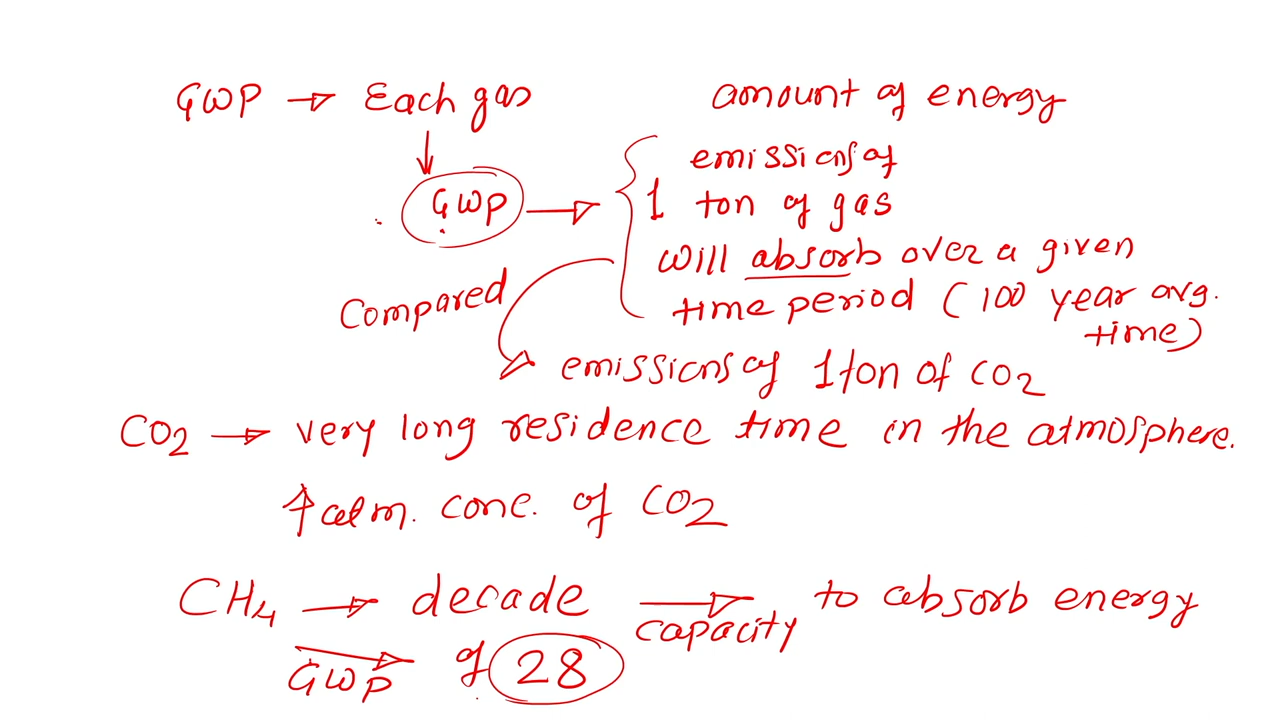 GWP → Each gas amount of energy
↓
GWP → { emissions of
1 ton of gas
will absorb over a given
time period (100 year avg.
time)
Compared
emissions of 1 ton of CO2
CO2 → very long residence time in the atmosphere.
↑ atm. conc. of CO2
CH4 → decade → capacity to absorb energy
→ GWP of 28